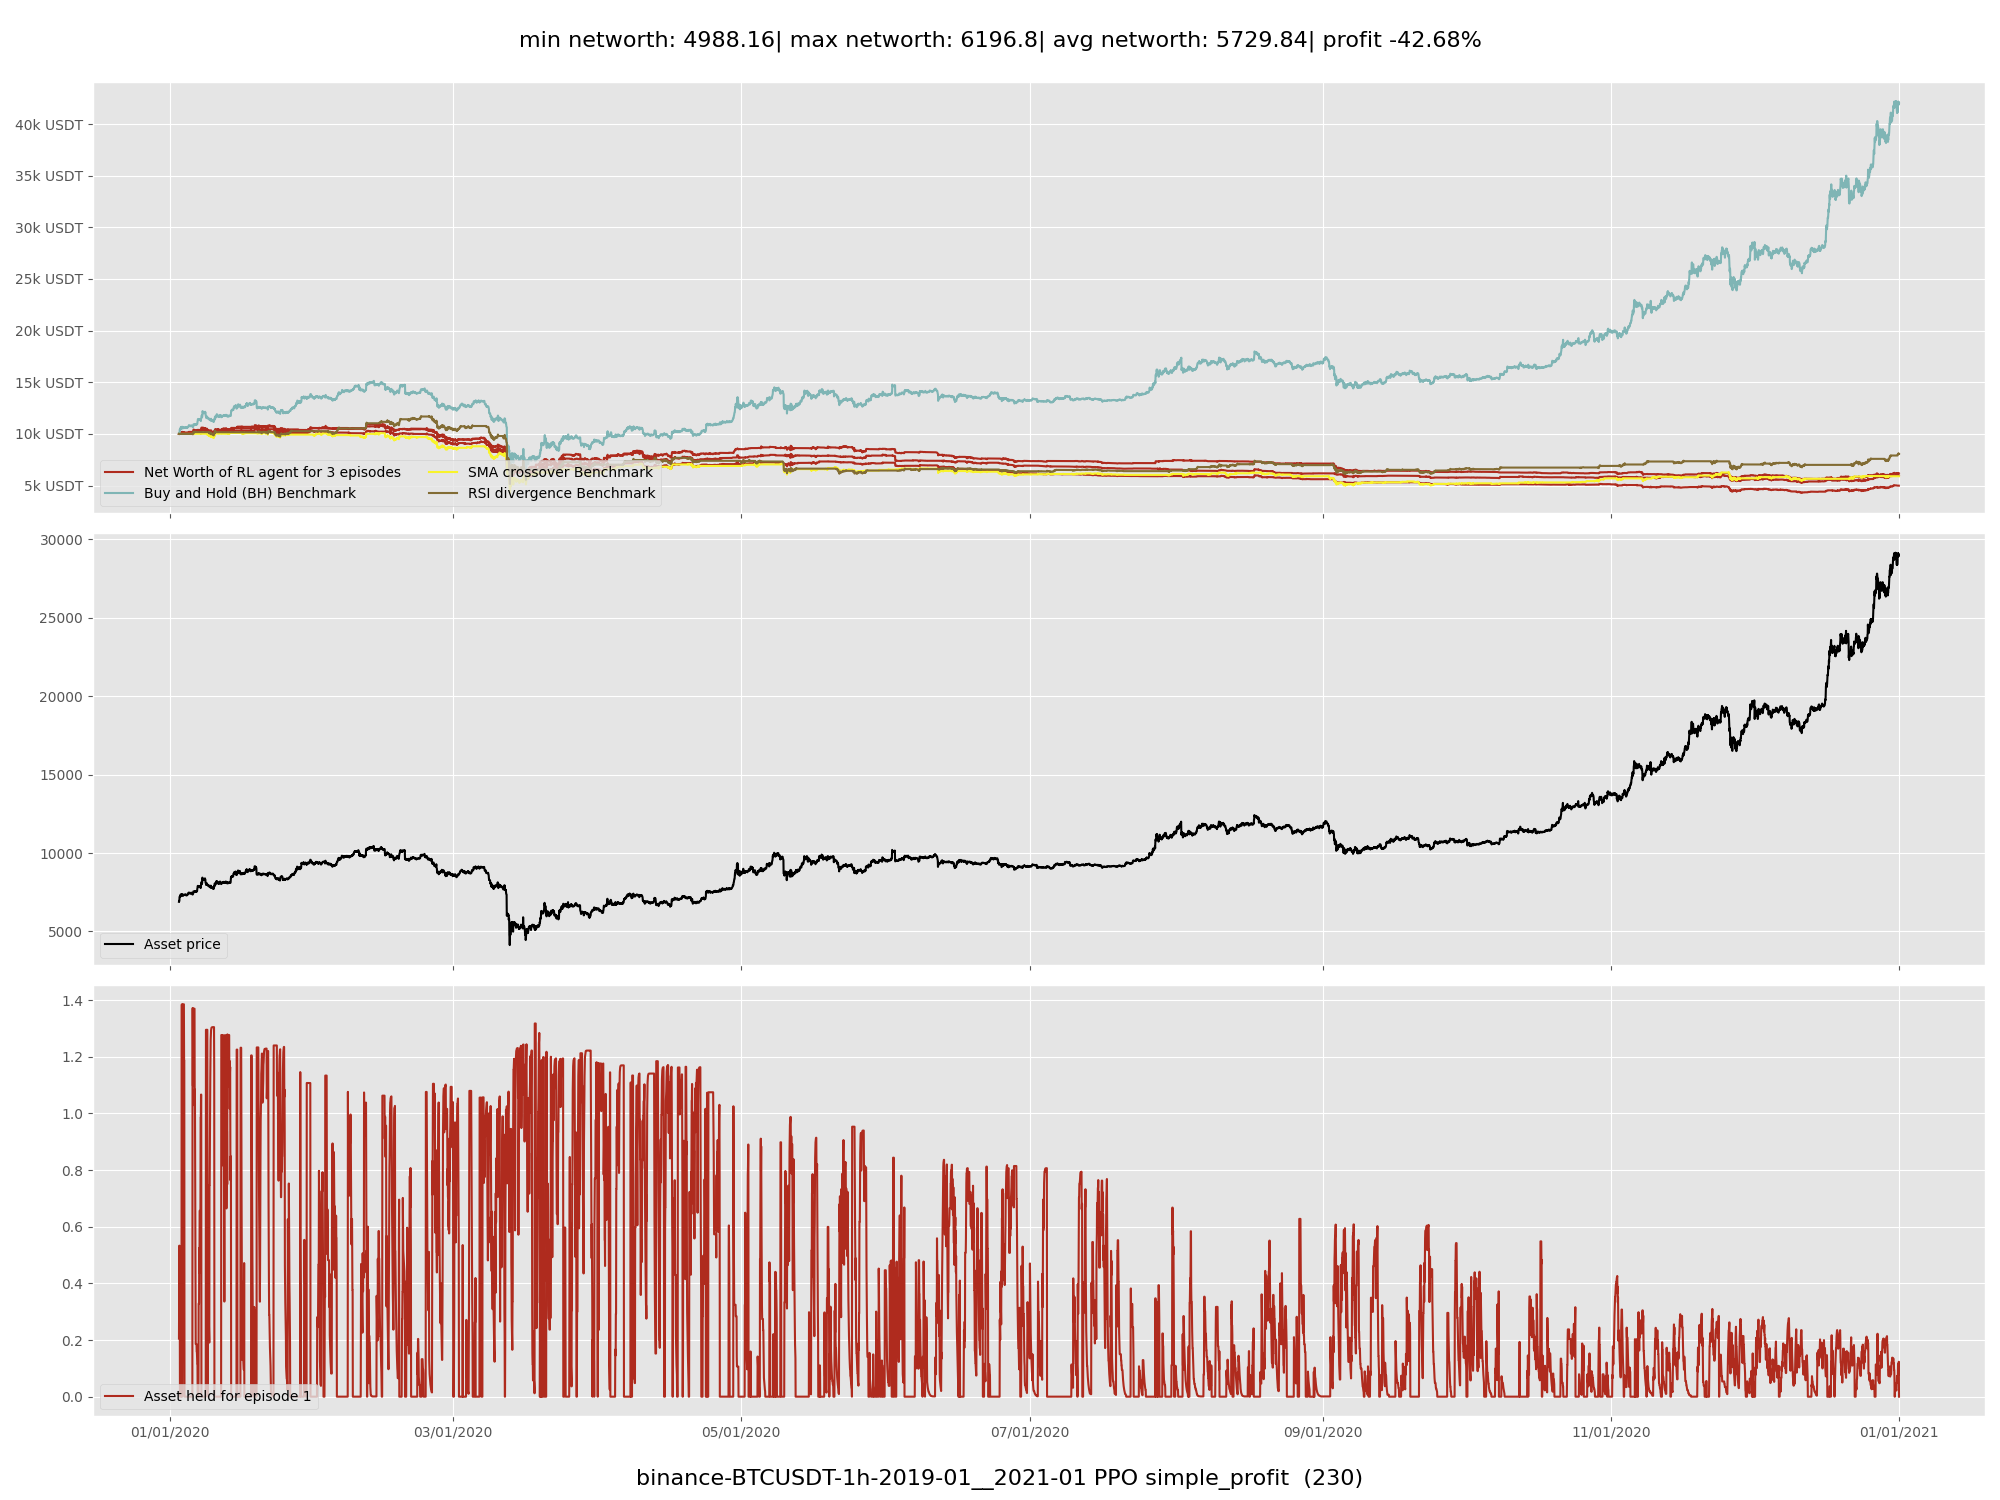 min networth: 4988.16| max networth: 6196.8| avg networth: 5729.84| profit -42.68%
40k USDT
35k USDT
30k USDT
25k USDT
20k USDT
15k USDT
10k USDT
5k USDT
Net Worth of RL agent for 3 episodes
Buy and Hold (BH) Benchmark
SMA crossover Benchmark
RSI divergence Benchmark
30000
25000
20000
15000
10000
5000
Asset price
1.4
1.2
1.0
0.8
0.6
0.4
0.2
0.0
Asset held for episode 1
01/01/2020 03/01/2020 05/01/2020 07/01/2020 09/01/2020 11/01/2020 01/01/2021
binance-BTCUSDT-1h-2019-01__2021-01 PPO simple_profit (230)